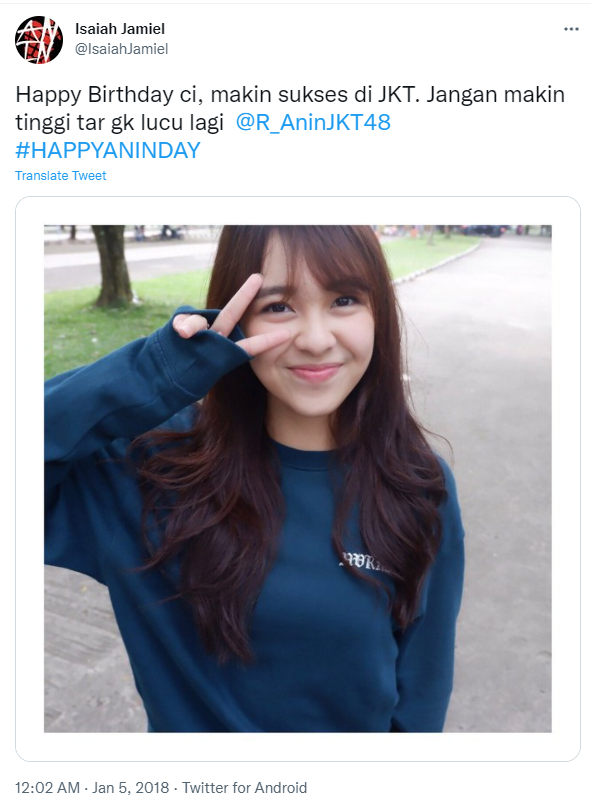 Isaiah Jamiel
@IsaiahJamiel
Happy Birthday ci, makin sukses di JKT. Jangan makin
tinggi tar gk lucu lagi @R_AninJKT48
#HAPPYANINDAY
Translate Tweet
12:02 AM · Jan 5, 2018 · Twitter for Android